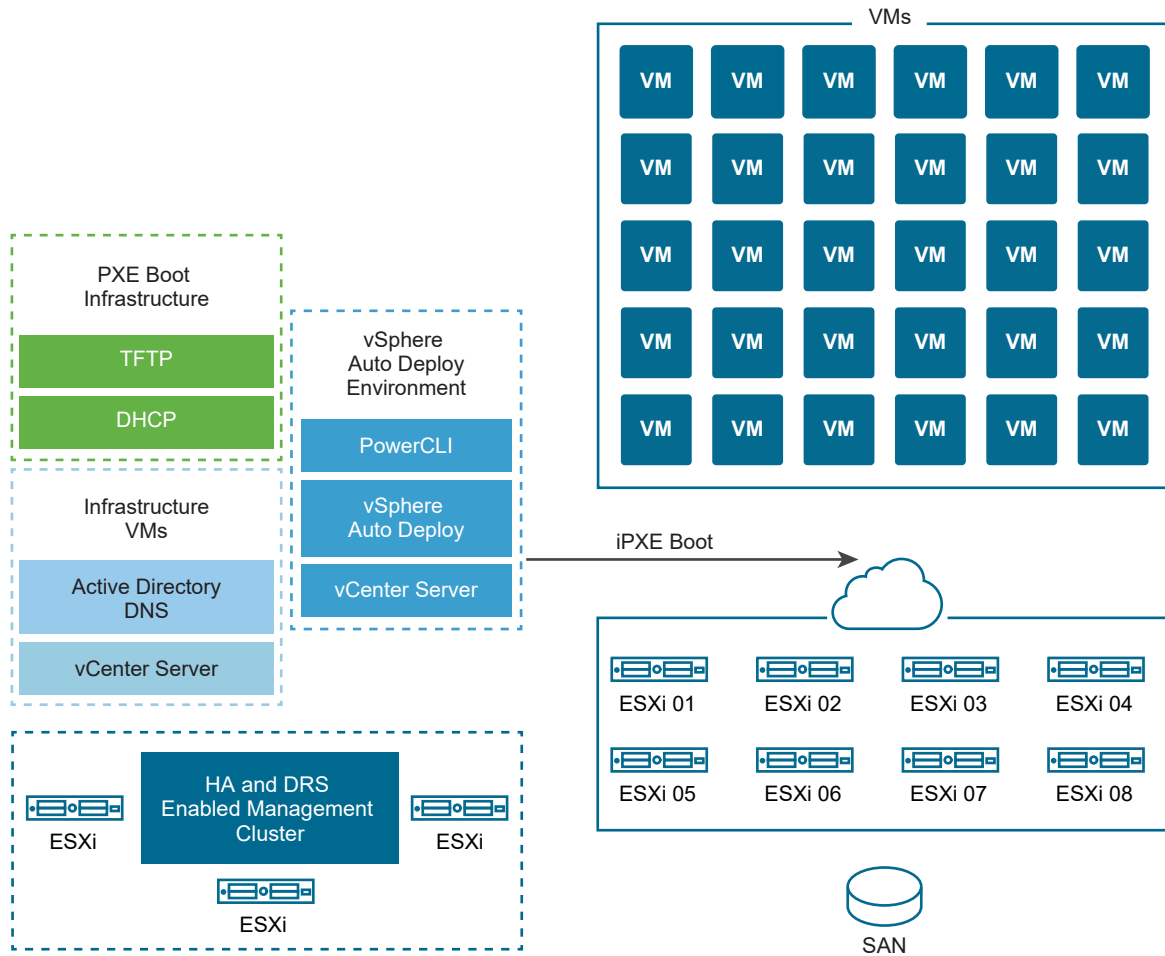 VMs
VM VM VM VM VM VM
VM VM VM VM VM VM
VM VM VM VM VM VM
VM VM VM VM VM VM
VM VM VM VM VM VM
PXE Boot
Infrastructure
TFTP
DHCP
Infrastructure
VMs
Active Directory
DNS
vCenter Server
vSphere
Auto Deploy
Environment
PowerCLI
vSphere
Auto Deploy
vCenter Server
iPXE Boot
ESXi 01 ESXi 02 ESXi 03 ESXi 04
ESXi 05 ESXi 06 ESXi 07 ESXi 08
HA and DRS
Enabled Management
Cluster
ESXi
ESXi
ESXi
SAN